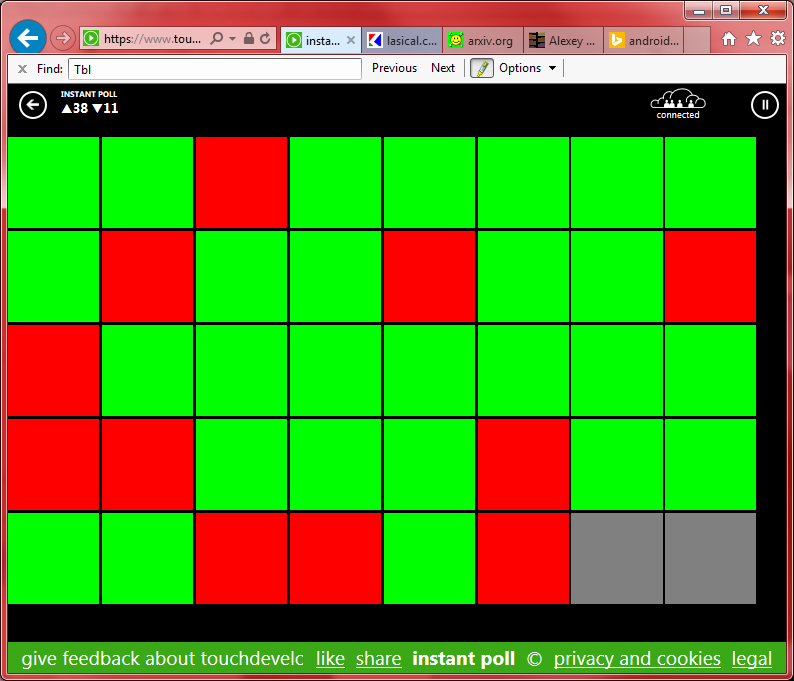 https://www.tou... insta... lasical.c... arxiv.org Alexey ... android...
x Find: Tbl Previous Next Options
INSTANT POLL
▲38 ▼11
connected
give feedback about touchdevelc like share instant poll © privacy and cookies legal